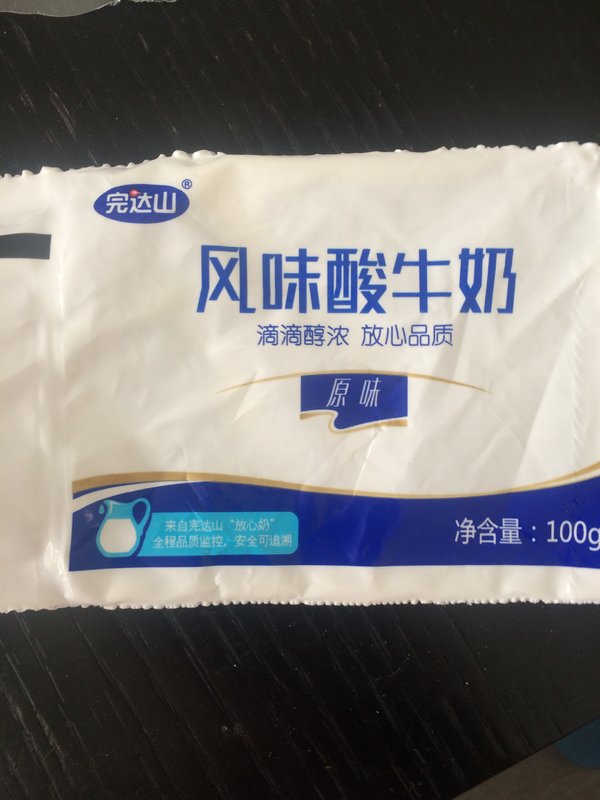 完达山®
风味酸牛奶
滴滴醇浓 放心品质
原味
来自完达山“放心奶”
全程品质监控，安全可追溯
净含量：100g